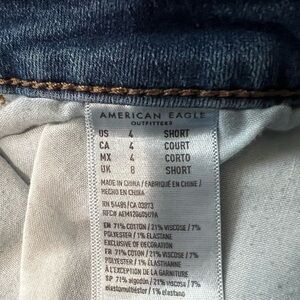 AMERICAN EAGLE
OUTFITTERS
US 4 SHORT
CA 4 COURT
MX 4 CORTO
UK 8 SHORT
MADE IN CHINA / FABRIQUÉ EN CHINE /
HECHO EN CHINA
RN 54485/CA 03873
EN 71% COTTON / 21% VISCOSE / 7%
POLYESTER / 1% ELASTANE
EXCLUSIVE OF DECORATION
FR 71% COTON / 21% VISCOSE / 7%
POLYESTER / 1% ELASTHANNE
À L'EXCEPTION DE LA GARNITURE
SP 71% algodón / 21% viscosa / 7%
elastomultiéster / 1% elastano